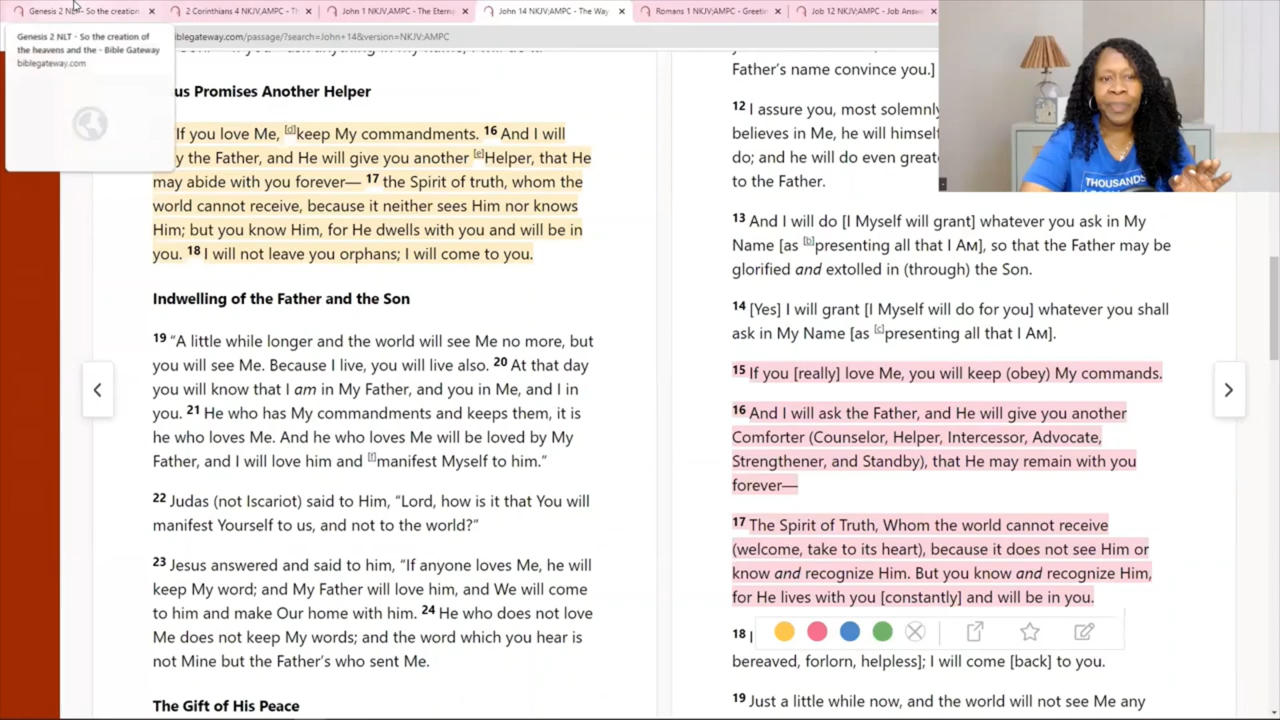 Genesis 2 NLT - So the creation
2 Corinthians 4 NKJV,AMPC - Th
John 1 NKJV,AMPC - The Etern
John 14 NKJV;AMPC - The Way
Romans 1 NKJV,AMPC - Greetin
Job 12 NKJV,AMPC - Job Answ
Genesis 2 NLT - So the creation of
the heavens and the - Bible Gateway
biblegateway.com
blegateway.com/passage/?search=John+14&version=NKJV;AMPC
us Promises Another Helper
If you love Me, [d]keep My commandments. 16 And I will
y the Father, and He will give you another [e]Helper, that He
may abide with you forever— 17 the Spirit of truth, whom the
world cannot receive, because it neither sees Him nor knows
Him; but you know Him, for He dwells with you and will be in
you. 18 I will not leave you orphans; I will come to you.
Indwelling of the Father and the Son
19 “A little while longer and the world will see Me no more, but
you will see Me. Because I live, you will live also. 20 At that day
you will know that I am in My Father, and you in Me, and I in
you. 21 He who has My commandments and keeps them, it is
he who loves Me. And he who loves Me will be loved by My
Father, and I will love him and [f]manifest Myself to him.”
22 Judas (not Iscariot) said to Him, “Lord, how is it that You will
manifest Yourself to us, and not to the world?”
23 Jesus answered and said to him, “If anyone loves Me, he will
keep My word; and My Father will love him, and We will come
to him and make Our home with him. 24 He who does not love
Me does not keep My words; and the word which you hear is
not Mine but the Father’s who sent Me.
The Gift of His Peace
Father’s name convince you.]
12 I assure you, most solemnly
believes in Me, he will himself
do; and he will do even great
to the Father.
13 And I will do [I Myself will grant] whatever you ask in My
Name [as [b]presenting all that I AM], so that the Father may be
glorified and extolled in (through) the Son.
14 [Yes] I will grant [I Myself will do for you] whatever you shall
ask in My Name [as [c]presenting all that I AM].
15 If you [really] love Me, you will keep (obey) My commands.
16 And I will ask the Father, and He will give you another
Comforter (Counselor, Helper, Intercessor, Advocate,
Strengthener, and Standby), that He may remain with you
forever—
17 The Spirit of Truth, Whom the world cannot receive
(welcome, take to its heart), because it does not see Him or
know and recognize Him. But you know and recognize Him,
for He lives with you [constantly] and will be in you.
18 I
bereaved, forlorn, helpless]; I will come [back] to you.
19 Just a little while now, and the world will not see Me any
THOUSANDS